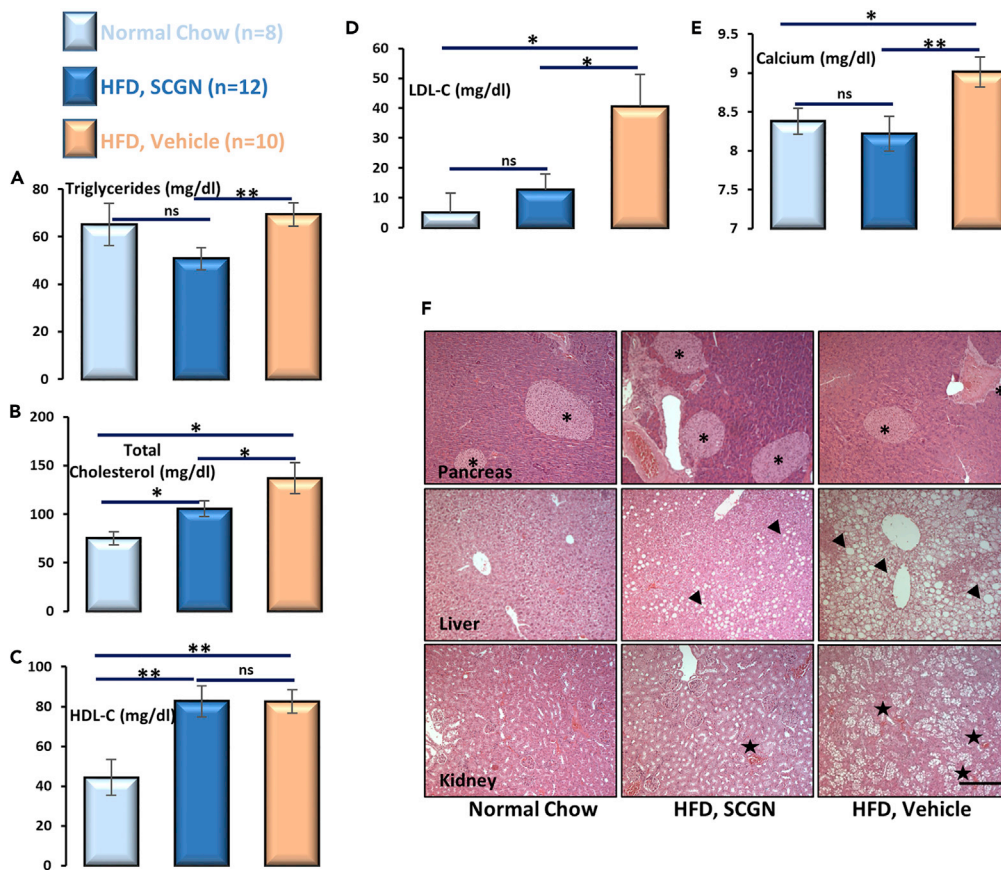 Normal Chow (n=8)
HFD, SCGN (n=12)
HFD, Vehicle (n=10)
A
Triglycerides (mg/dl)
**
ns
80
60
40
20
0
B
200
150
100
50
0
*
Total
Cholesterol (mg/dl)
*
*
C
100
80
60
40
20
0
**
**
ns
HDL-C (mg/dl)
D
60
50
40
30
20
10
0
*
*
LDL-C (mg/dl)
ns
E
9.5
9
8.5
8
7.5
7
*
**
Calcium (mg/dl)
ns
F
*
*
Pancreas
*
*
*
*
*
Liver
Kidney
Normal Chow
HFD, SCGN
HFD, Vehicle